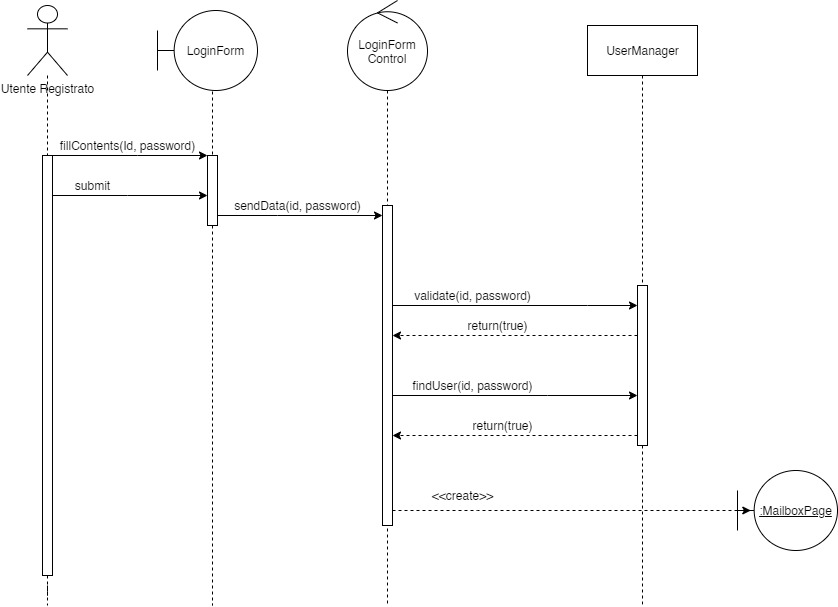 LoginForm
LoginForm
Control
UserManager
Utente Registrato
fillContents(Id, password)
submit
sendData(id, password)
validate(id, password)
return(true)
findUser(id, password)
return(true)
<<create>>
:MailboxPage